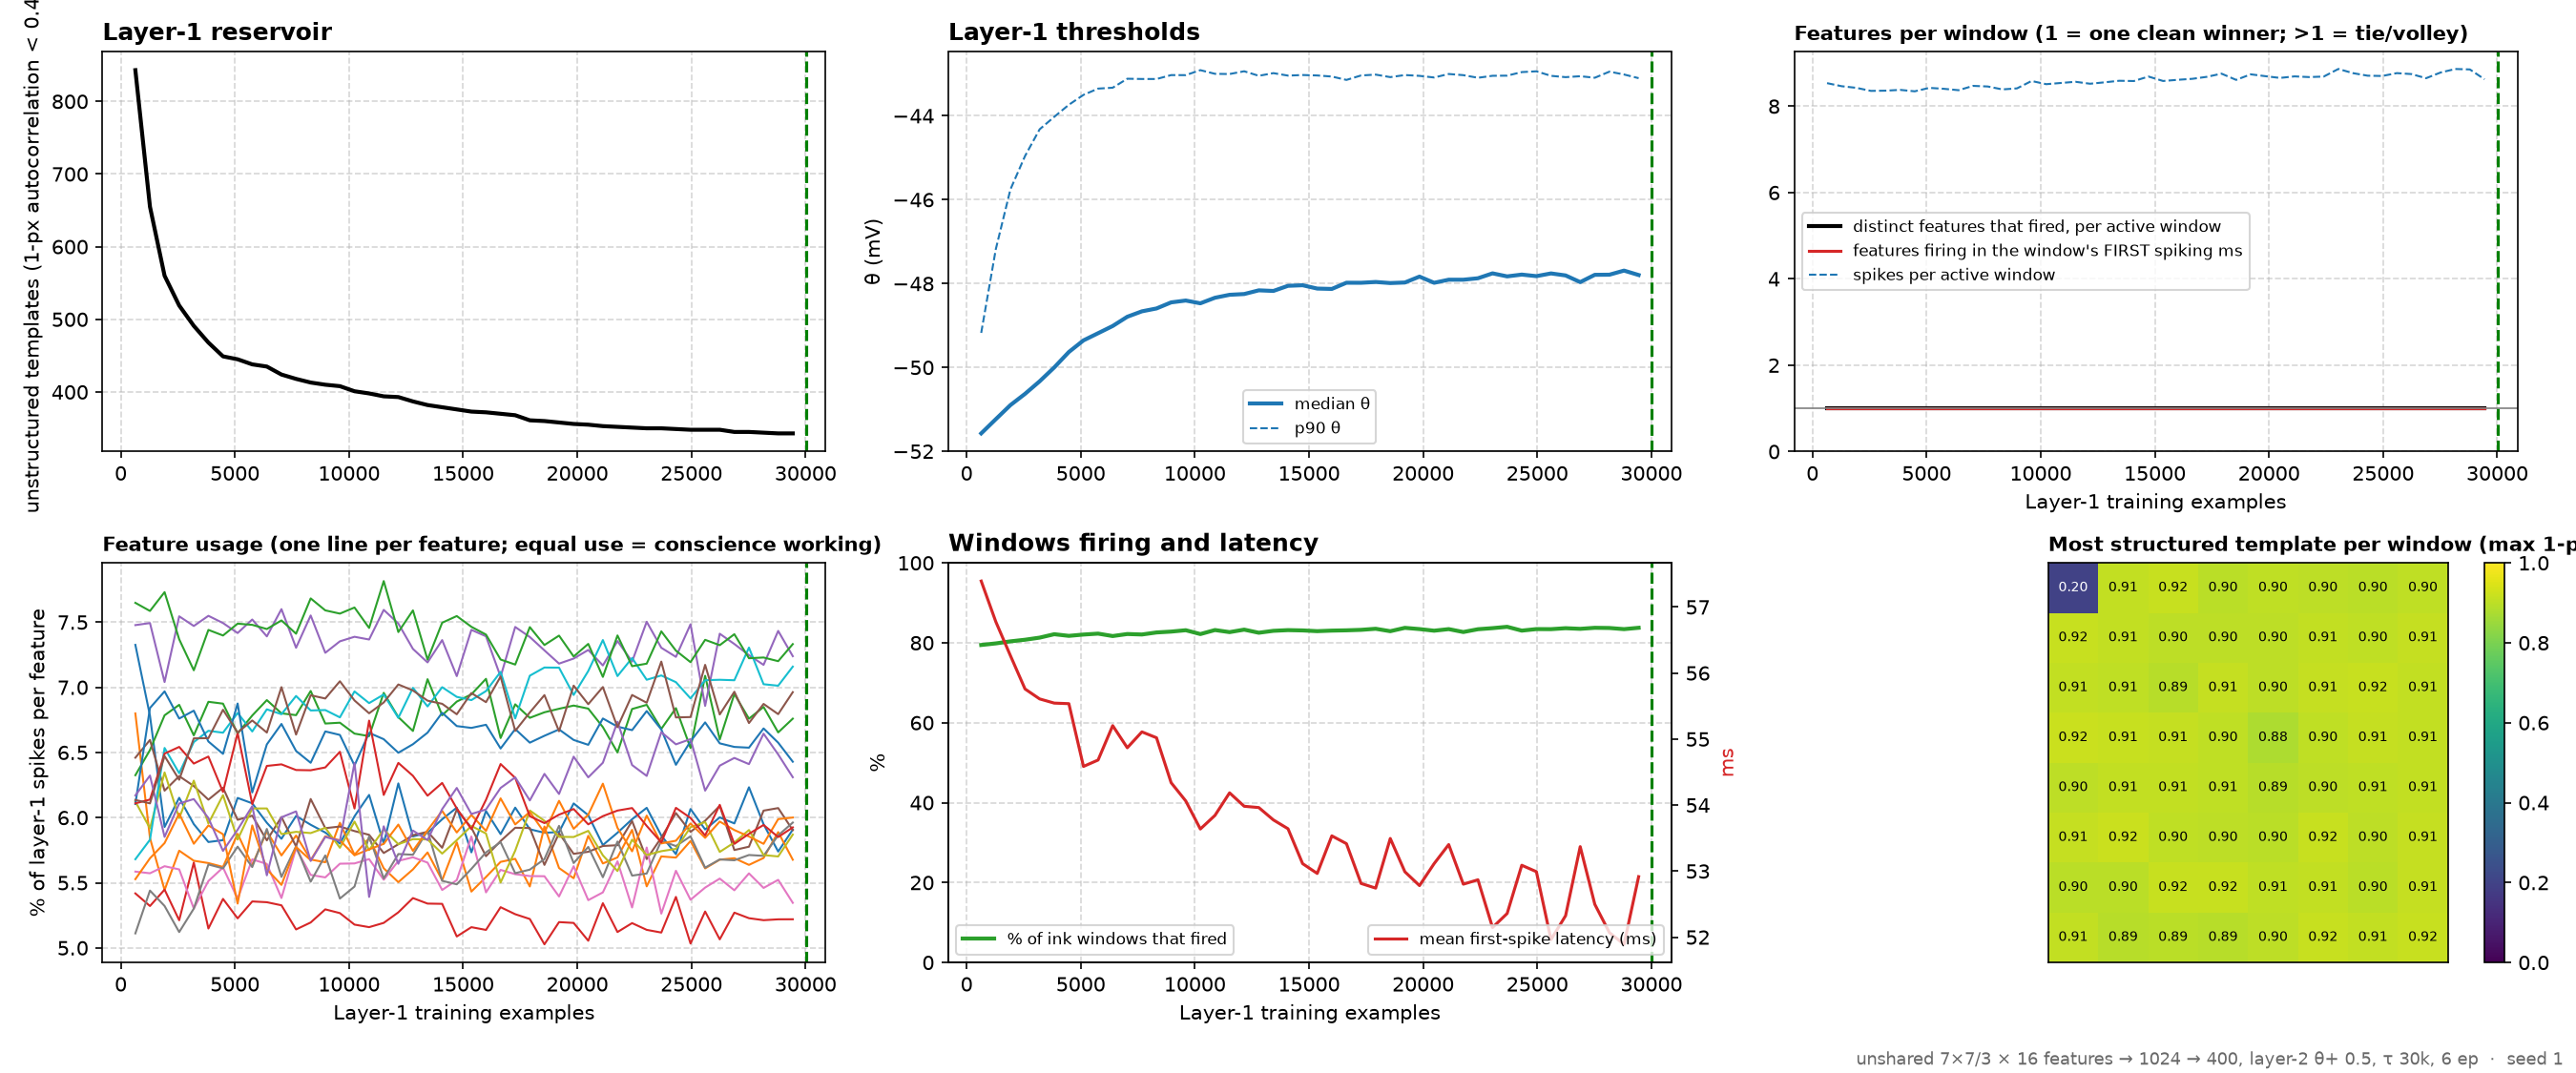 Layer-1 reservoir
unstructured templates (1-px autocorrelation < 0.4
800
700
600
500
400
0 5000 10000 15000 20000 25000 30000
Layer-1 thresholds
θ (mV)
−44
−46
−48
−50
−52
median θ
p90 θ
0 5000 10000 15000 20000 25000 30000
Features per window (1 = one clean winner; >1 = tie/volley)
8
6
4
2
0
distinct features that fired, per active window
features firing in the window's FIRST spiking ms
spikes per active window
0 5000 10000 15000 20000 25000 30000
Layer-1 training examples
Feature usage (one line per feature; equal use = conscience working)
% of layer-1 spikes per feature
7.5
7.0
6.5
6.0
5.5
5.0
0 5000 10000 15000 20000 25000 30000
Layer-1 training examples
Windows firing and latency
%
100
80
60
40
20
0
57
56
55
54
53
52
ms
% of ink windows that fired
mean first-spike latency (ms)
0 5000 10000 15000 20000 25000 30000
Layer-1 training examples
Most structured template per window (max 1-p
0.20 0.91 0.92 0.90 0.90 0.90 0.90 0.90
0.92 0.91 0.90 0.90 0.90 0.91 0.90 0.91
0.91 0.91 0.89 0.91 0.90 0.91 0.92 0.91
0.92 0.91 0.91 0.90 0.88 0.90 0.91 0.91
0.90 0.91 0.91 0.91 0.89 0.90 0.91 0.91
0.91 0.92 0.90 0.90 0.90 0.92 0.90 0.91
0.90 0.90 0.92 0.92 0.91 0.91 0.90 0.91
0.91 0.89 0.89 0.89 0.90 0.92 0.91 0.92
1.0
0.8
0.6
0.4
0.2
0.0
unshared 7×7/3 × 16 features → 1024 → 400, layer-2 θ+ 0.5, τ 30k, 6 ep · seed 1